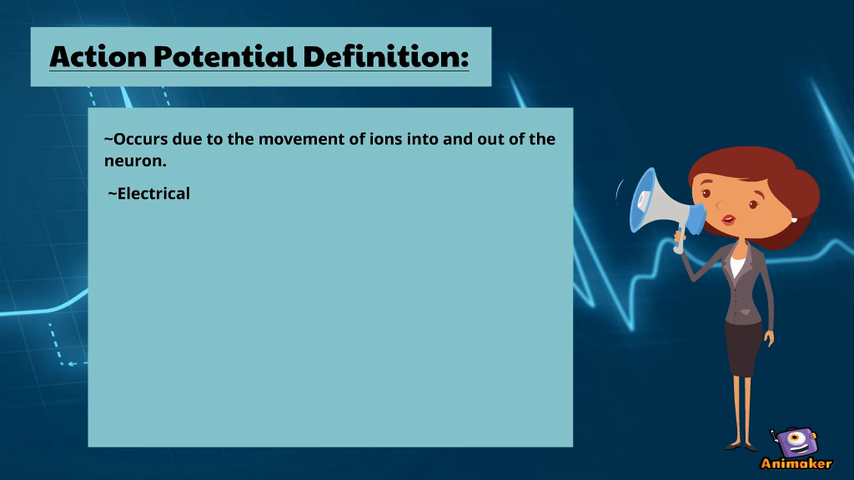 Action Potential Definition:
~Occurs due to the movement of ions into and out of the
neuron.
~Electrical
Animaker